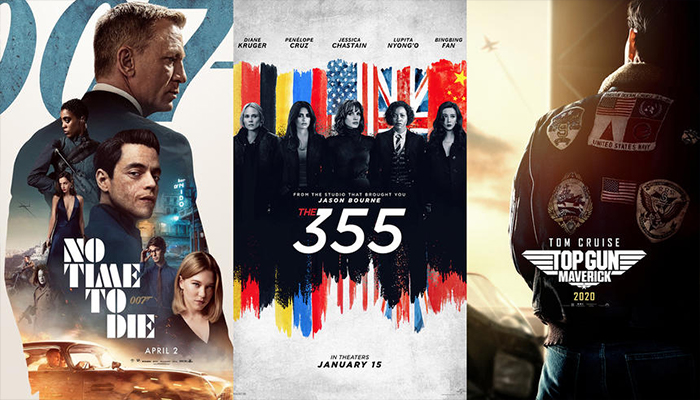 007
NO
TIME
TO
DIE
007
APRIL 2
DIANE
KRUGER
PENÉLOPE
CRUZ
JESSICA
CHASTAIN
LUPITA
NYONG'O
BINGBING
FAN
FROM THE STUDIO THAT BROUGHT YOU
JASON BOURNE
THE
355
IN THEATERS
JANUARY 15
UNITED STATES NAVY
TOM CRUISE
TOP GUN
MAVERICK
2020